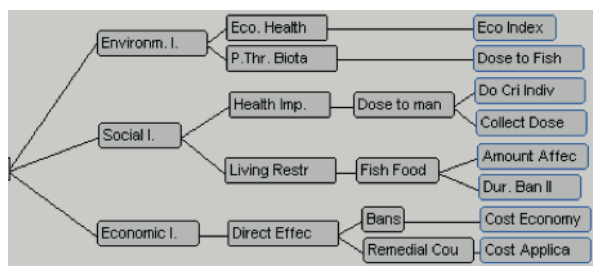 Eco. Health
Eco Index
Environm. I.
P.Thr. Biota
Dose to Fish
Do Cri Indiv
Health Imp.
Dose to man
Collect Dose
Social I.
Amount Affec
Living Restr
Fish Food
Dur. Ban II
Bans
Cost Economy
Economic I.
Direct Effec
Remedial Cou
Cost Applica